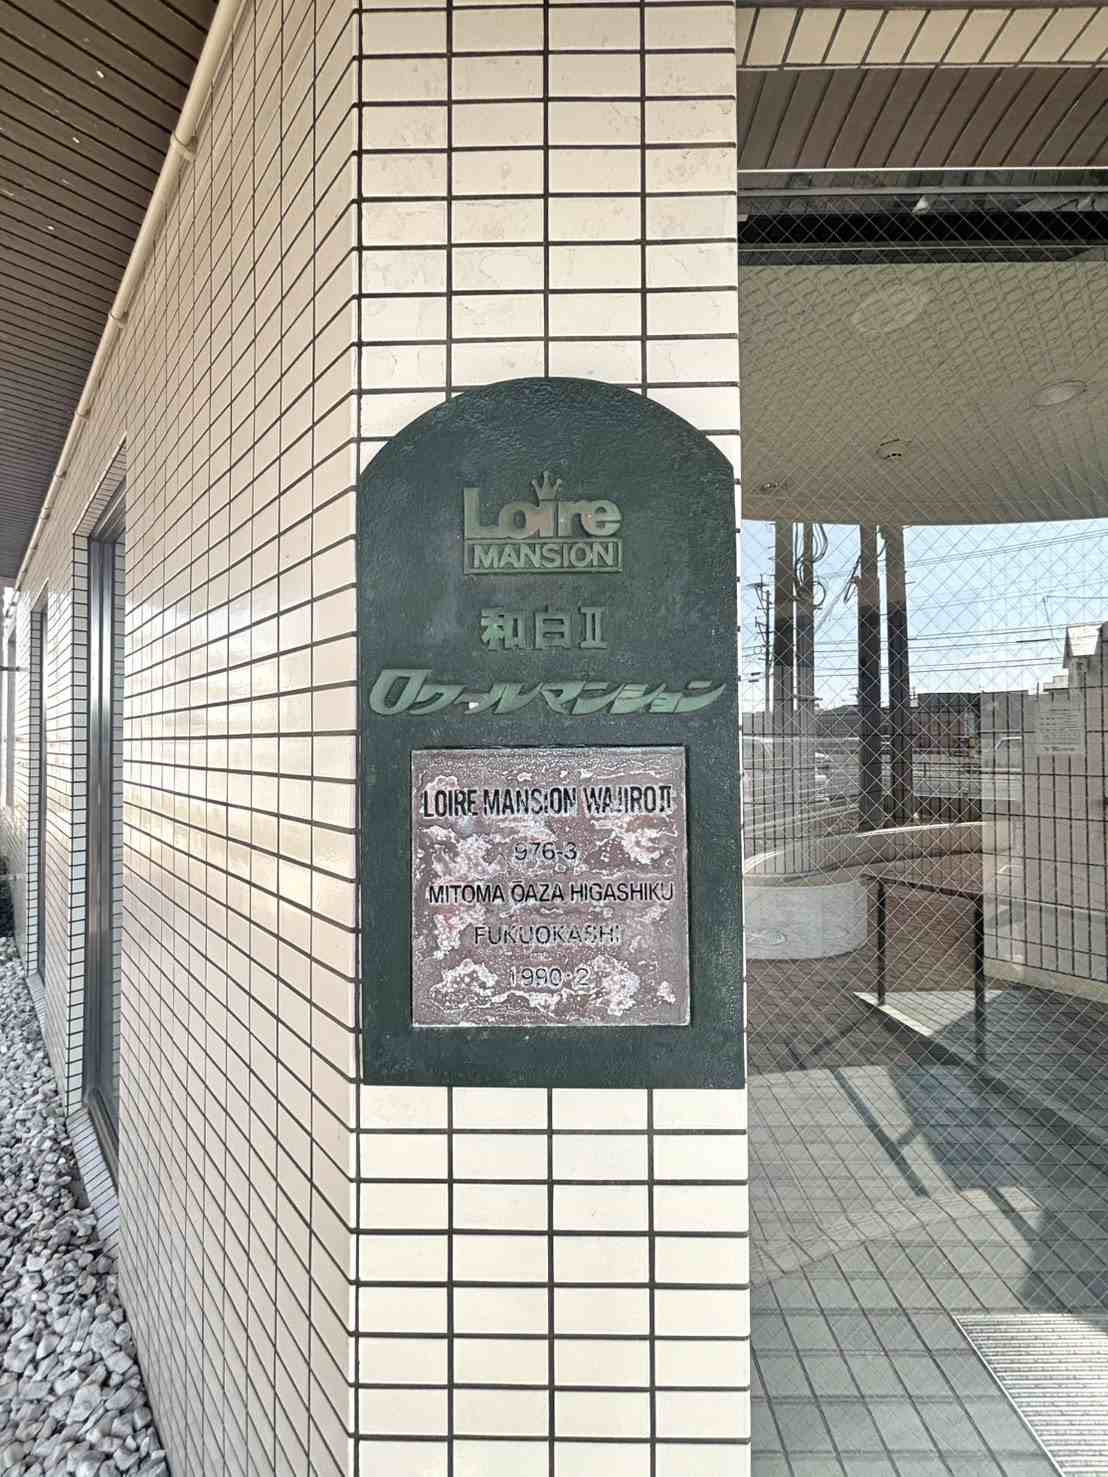 Loire
MANSION
和白II
ロワールマンション
LOIRE MANSION WAJIRO II
976-3
MITOMA OAZA HIGASHIKU
FUKUOKASHI
1990·2